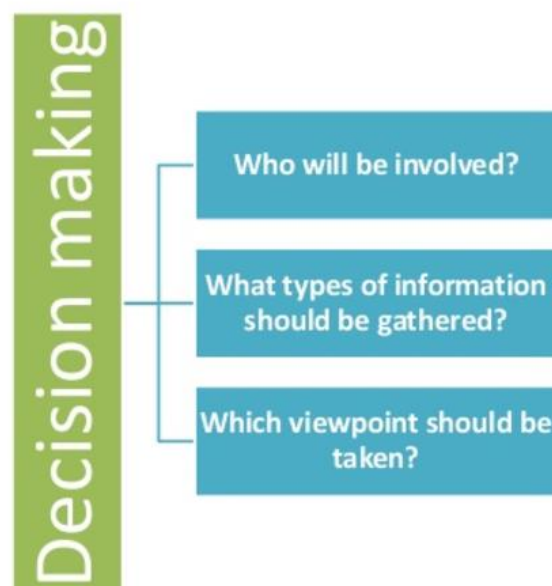 Decision making
Who will be involved?
What types of information
should be gathered?
Which viewpoint should be
taken?